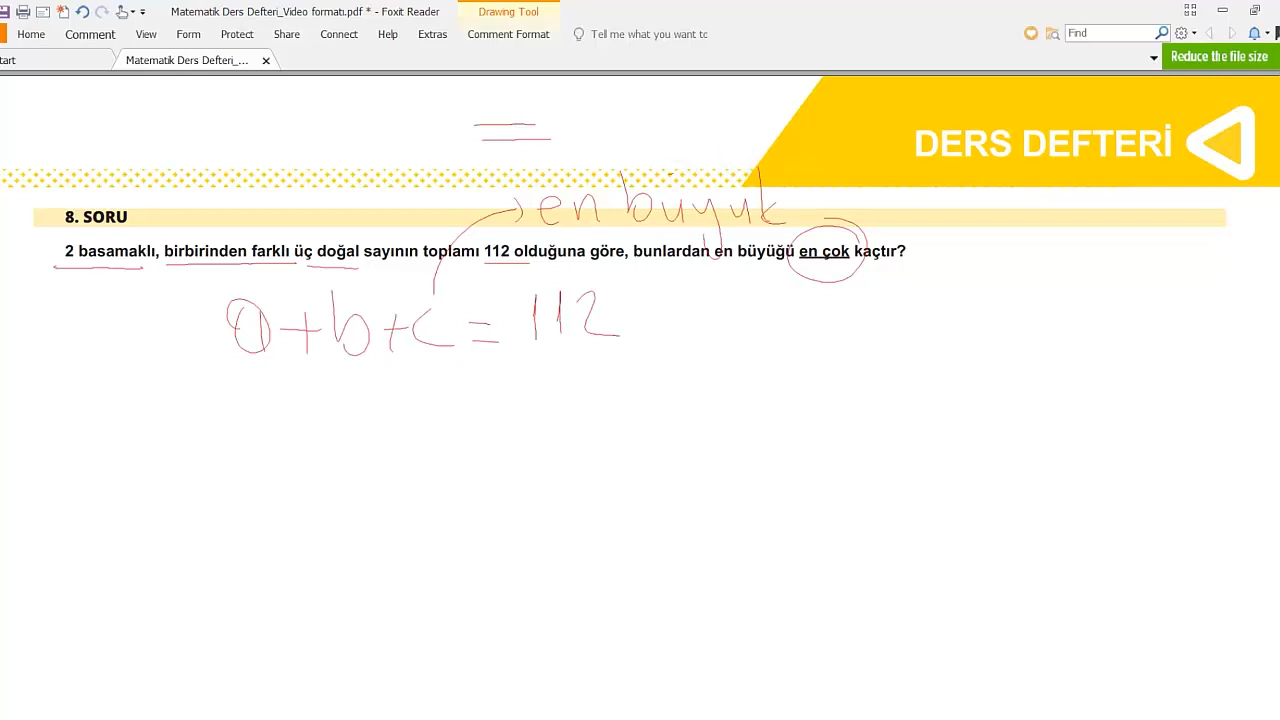 Matematik Ders Defteri_Video formatı.pdf * - Foxit Reader
Drawing Tool
Home Comment View Form Protect Share Connect Help Extras Comment Format Tell me what you want to
Find
tart
Matematik Ders Defteri_...
Reduce the file size
DERS DEFTERİ
en büyük
8. SORU
2 basamaklı, birbirinden farklı üç doğal sayının toplamı 112 olduğuna göre, bunlardan en büyüğü en çok kaçtır?
a+b+c=112